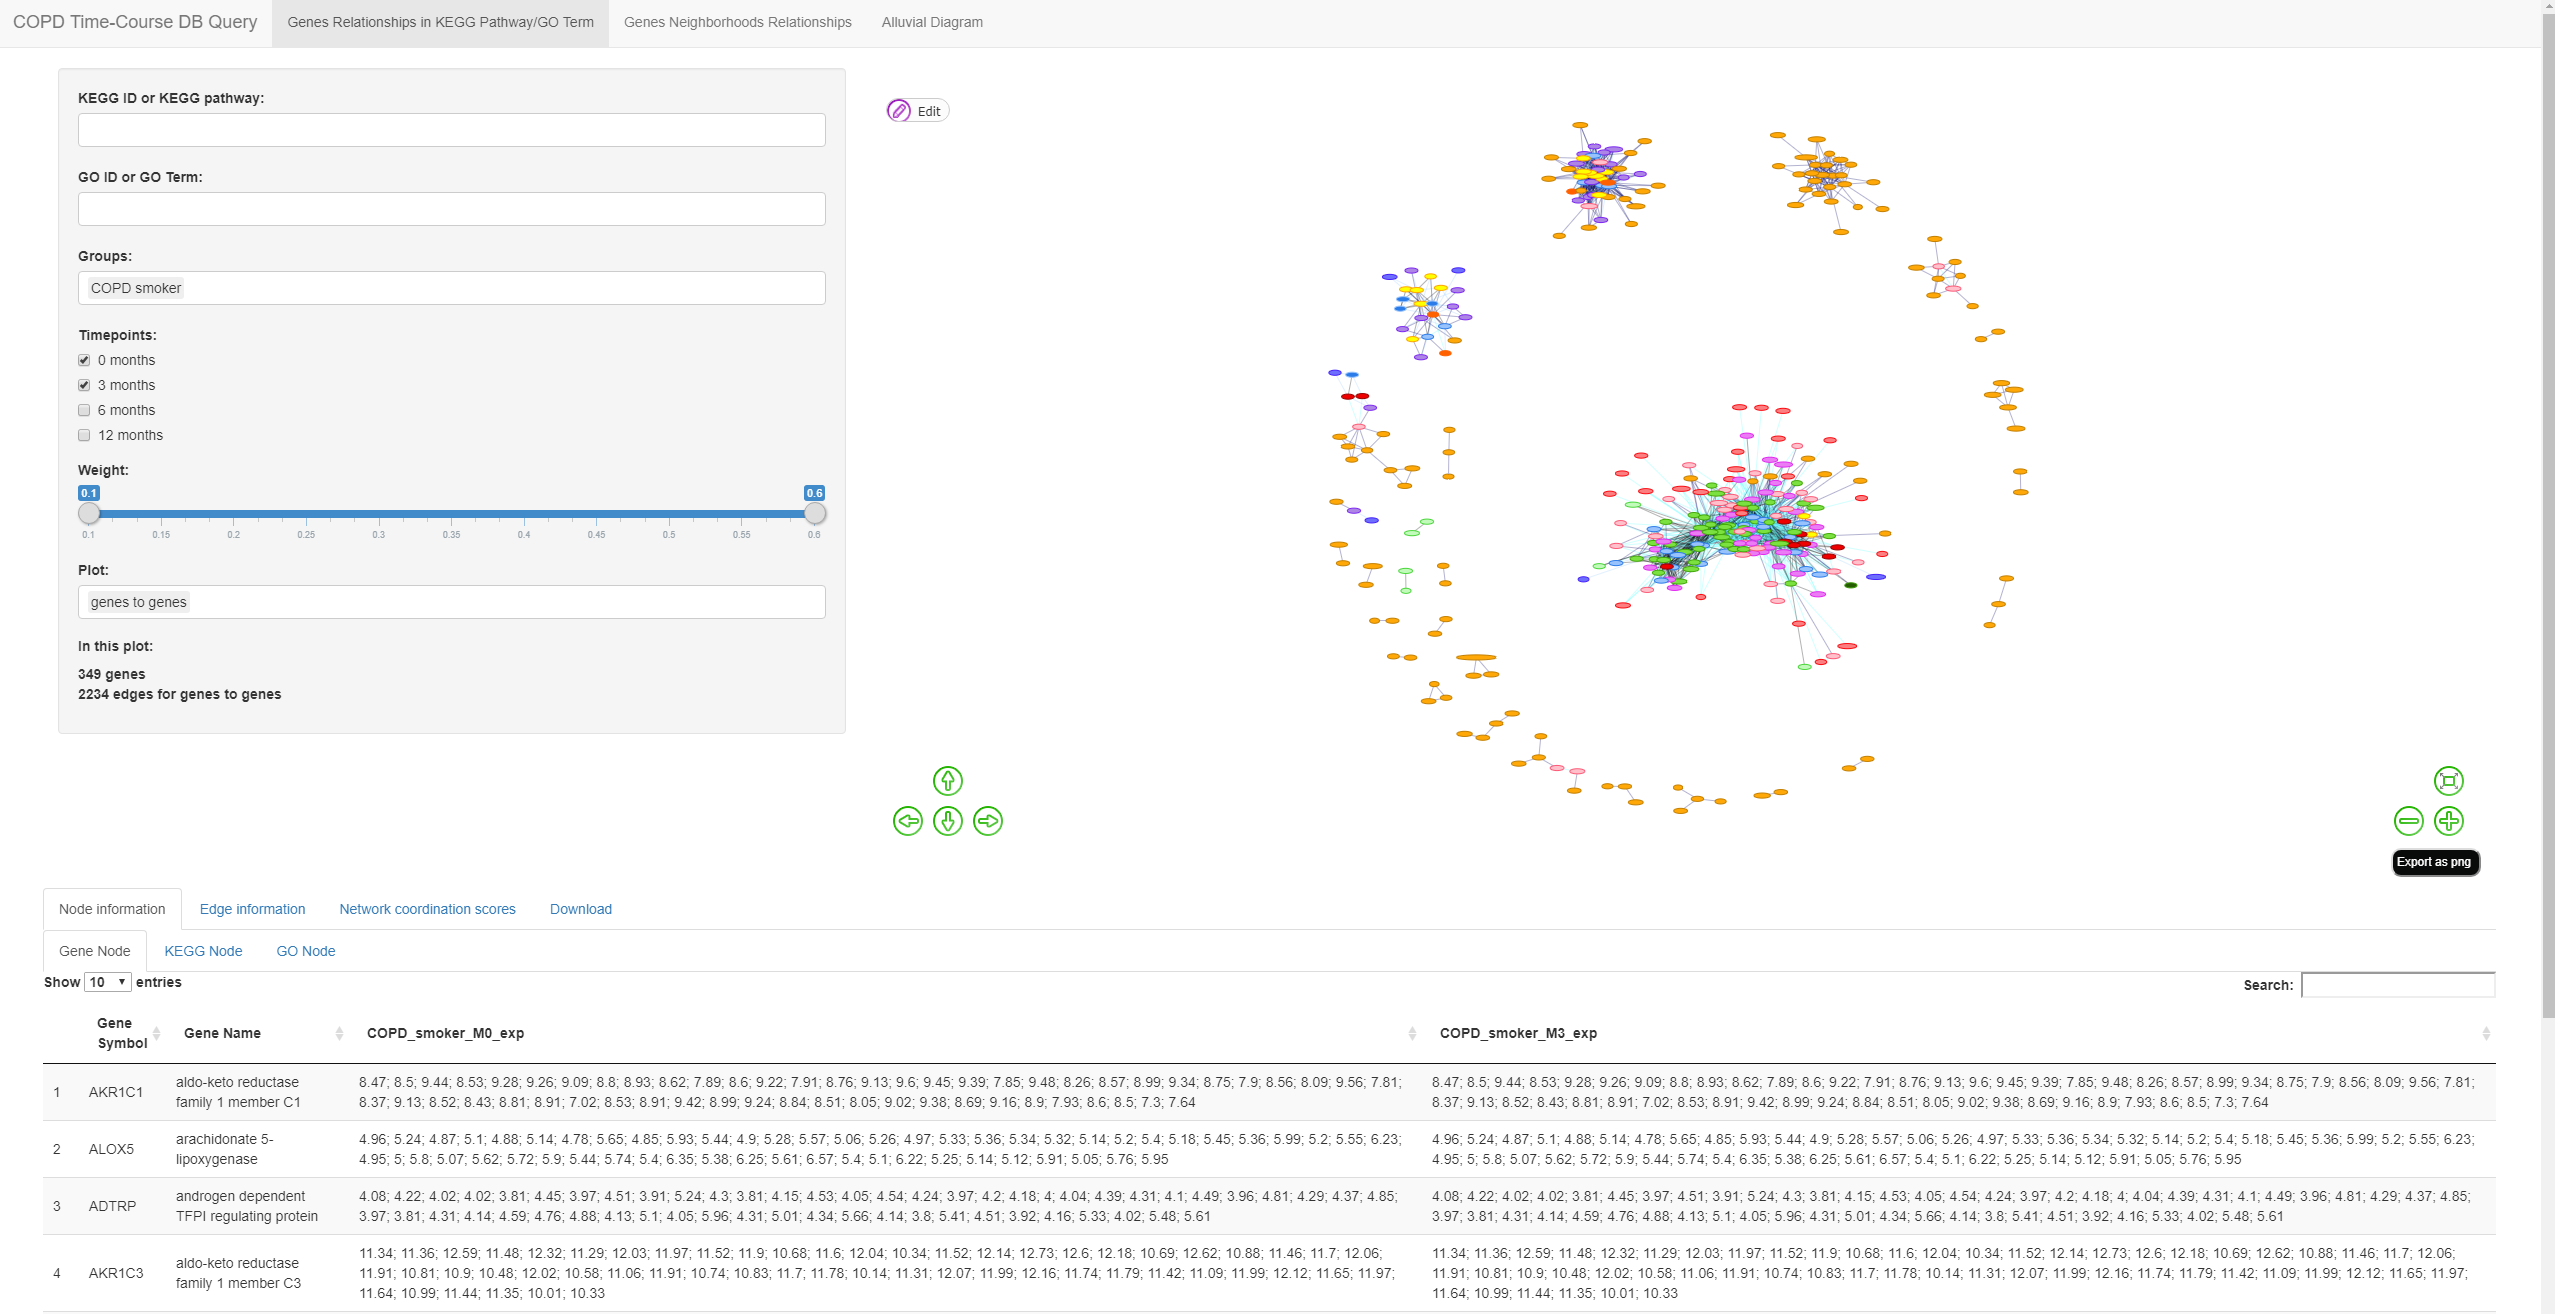 COPD Time-Course DB Query
Genes Relationships in KEGG Pathway/GO Term
Genes Neighborhoods Relationships
Alluvial Diagram
KEGG ID or KEGG pathway:
GO ID or GO Term:
Groups:
COPD smoker
Timepoints:
0 months
3 months
6 months
12 months
Weight:
0.1
0.6
0.1 0.15 0.2 0.25 0.3 0.35 0.4 0.45 0.5 0.55 0.6
Plot:
genes to genes
In this plot:
349 genes
2234 edges for genes to genes
Edit
Export as png
Node information
Edge information
Network coordination scores
Download
Gene Node
KEGG Node
GO Node
Show 10 entries
Search:
Gene
Symbol
Gene Name
COPD_smoker_M0_exp
COPD_smoker_M3_exp
1
AKR1C1
aldo-keto reductase
family 1 member C1
8.47; 8.5; 9.44; 8.53; 9.28; 9.26; 9.09; 8.8; 8.93; 8.62; 7.89; 8.6; 9.22; 7.91; 8.76; 9.13; 9.6; 9.45; 9.39; 7.85; 9.48; 8.26; 8.57; 8.99; 9.34; 8.75; 7.9; 8.56; 8.09; 9.56; 7.81;
8.37; 9.13; 8.52; 8.43; 8.81; 8.91; 7.02; 8.53; 8.91; 9.42; 8.99; 9.24; 8.84; 8.51; 8.05; 9.02; 9.38; 8.69; 9.16; 8.9; 7.93; 8.6; 8.5; 7.3; 7.64
8.47; 8.5; 9.44; 8.53; 9.28; 9.26; 9.09; 8.8; 8.93; 8.62; 7.89; 8.6; 9.22; 7.91; 8.76; 9.13; 9.6; 9.45; 9.39; 7.85; 9.48; 8.26; 8.57; 8.99; 9.34; 8.75; 7.9; 8.56; 8.09; 9.56; 7.81;
8.37; 9.13; 8.52; 8.43; 8.81; 8.91; 7.02; 8.53; 8.91; 9.42; 8.99; 9.24; 8.84; 8.51; 8.05; 9.02; 9.38; 8.69; 9.16; 8.9; 7.93; 8.6; 8.5; 7.3; 7.64
2
ALOX5
arachidonate 5-
lipoxygenase
4.96; 5.24; 4.87; 5.1; 4.88; 5.14; 4.78; 5.65; 4.85; 5.93; 5.44; 4.9; 5.28; 5.57; 5.06; 5.26; 4.97; 5.33; 5.36; 5.34; 5.32; 5.14; 5.2; 5.4; 5.18; 5.45; 5.36; 5.99; 5.2; 5.55; 6.23;
4.95; 5; 5.8; 5.07; 5.62; 5.72; 5.9; 5.44; 5.74; 5.4; 6.35; 5.38; 6.25; 5.61; 6.57; 5.4; 5.1; 6.22; 5.25; 5.14; 5.12; 5.91; 5.05; 5.76; 5.95
4.96; 5.24; 4.87; 5.1; 4.88; 5.14; 4.78; 5.65; 4.85; 5.93; 5.44; 4.9; 5.28; 5.57; 5.06; 5.26; 4.97; 5.33; 5.36; 5.34; 5.32; 5.14; 5.2; 5.4; 5.18; 5.45; 5.36; 5.99; 5.2; 5.55; 6.23;
4.95; 5; 5.8; 5.07; 5.62; 5.72; 5.9; 5.44; 5.74; 5.4; 6.35; 5.38; 6.25; 5.61; 6.57; 5.4; 5.1; 6.22; 5.25; 5.14; 5.12; 5.91; 5.05; 5.76; 5.95
3
ADTRP
androgen dependent
TFPI regulating protein
4.08; 4.22; 4.02; 4.02; 3.81; 4.45; 3.97; 4.51; 3.91; 5.24; 4.3; 3.81; 4.15; 4.53; 4.05; 4.54; 4.24; 3.97; 4.2; 4.18; 4; 4.04; 4.39; 4.31; 4.1; 4.49; 3.96; 4.81; 4.29; 4.37; 4.85;
3.97; 3.81; 4.31; 4.14; 4.59; 4.76; 4.88; 4.13; 5.1; 4.05; 5.96; 4.31; 5.01; 4.34; 5.66; 4.14; 3.8; 5.41; 4.51; 3.92; 4.16; 5.33; 4.02; 5.48; 5.61
4.08; 4.22; 4.02; 4.02; 3.81; 4.45; 3.97; 4.51; 3.91; 5.24; 4.3; 3.81; 4.15; 4.53; 4.05; 4.54; 4.24; 3.97; 4.2; 4.18; 4; 4.04; 4.39; 4.31; 4.1; 4.49; 3.96; 4.81; 4.29; 4.37; 4.85;
3.97; 3.81; 4.31; 4.14; 4.59; 4.76; 4.88; 4.13; 5.1; 4.05; 5.96; 4.31; 5.01; 4.34; 5.66; 4.14; 3.8; 5.41; 4.51; 3.92; 4.16; 5.33; 4.02; 5.48; 5.61
4
AKR1C3
aldo-keto reductase
family 1 member C3
11.34; 11.36; 12.59; 11.48; 12.32; 11.29; 12.03; 11.97; 11.52; 11.9; 10.68; 11.6; 12.04; 10.34; 11.52; 12.14; 12.73; 12.6; 12.18; 10.69; 12.62; 10.88; 11.46; 11.7; 12.06;
11.91; 10.81; 10.9; 10.48; 12.02; 10.58; 11.06; 11.91; 10.74; 10.83; 11.7; 11.78; 10.14; 11.31; 12.07; 11.99; 12.16; 11.74; 11.79; 11.42; 11.09; 11.99; 12.12; 11.65; 11.97;
11.64; 10.99; 11.44; 11.35; 10.01; 10.33
11.34; 11.36; 12.59; 11.48; 12.32; 11.29; 12.03; 11.97; 11.52; 11.9; 10.68; 11.6; 12.04; 10.34; 11.52; 12.14; 12.73; 12.6; 12.18; 10.69; 12.62; 10.88; 11.46; 11.7; 12.06;
11.91; 10.81; 10.9; 10.48; 12.02; 10.58; 11.06; 11.91; 10.74; 10.83; 11.7; 11.78; 10.14; 11.31; 12.07; 11.99; 12.16; 11.74; 11.79; 11.42; 11.09; 11.99; 12.12; 11.65; 11.97;
11.64; 10.99; 11.44; 11.35; 10.01; 10.33